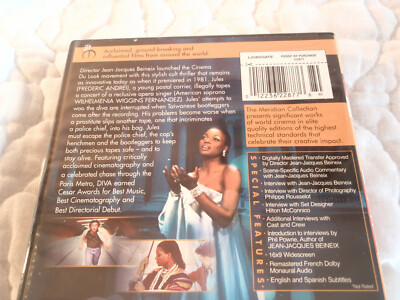 acclaimed, ground-breaking and
influential films from around the world
Director Jean-Jacques Beineix launched the Cinema
Du Look movement with this stylish cult thriller that remains
as innovative today as when it premiered in 1981. Jules
(FREDERIC ANDREI), a young postal carrier, illegally tapes
a concert of a reclusive opera singer (American soprano
WILHELMENIA WIGGINS FERNANDEZ). Jules' attempts to
woo the diva are interrupted when Taiwanese bootleggers
come after the recording. His problems become worse when
a prostitute slips another tape, one that incriminates
a police chief, into his bag. Jules
must escape the police chief, the cop's
henchmen and the bootleggers to keep
both precious tapes safe – and to
stay alive. Featuring critically
acclaimed cinematography and
a celebrated chase through the
Paris Metro, DIVA earned
Cesar Awards for Best Music,
Best Cinematography and
Best Directorial Debut.
PROOF OF PURCHASE
The Meridian Collection
presents significant works
of world cinema in elite
quality editions of the highest
technical standards that
celebrate their creative impact.
SPECIAL FEATURES
Digitally Mastered Transfer Approved
by Director Jean-Jacques Beineix
Scene-Specific Audio Commentary
with Jean-Jacques Beineix
Interview with Jean-Jacques Beineix
Interview with Director of Photography
Philippe Rousselot
Interview with Set Designer
Hilton McConnico
Additional Interviews with
Cast and Crew
Introduction to interviews by
Phil Powrie, Author of
JEAN-JACQUES BEINEIX
16x9 Widescreen
Remastered French Dolby
Monaural Audio
English and Spanish Subtitles
*Not Rated